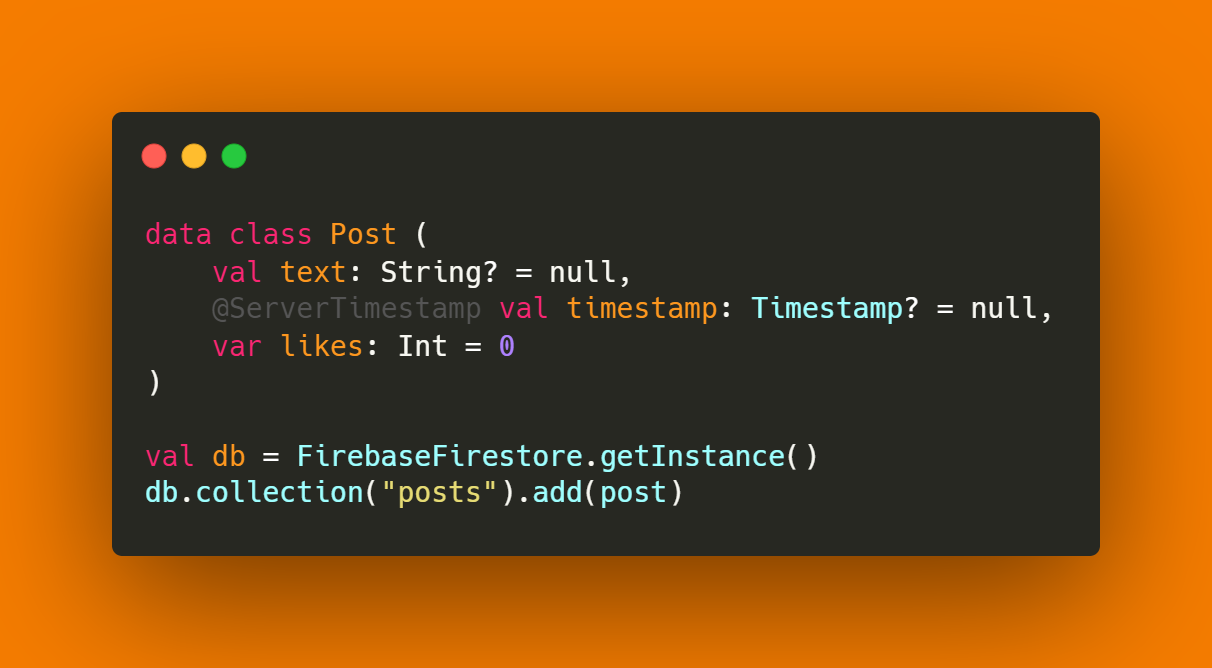 data class Post (
    val text: String? = null,
    @ServerTimestamp val timestamp: Timestamp? = null,
    var likes: Int = 0
)
val db = FirebaseFirestore.getInstance()
db.collection("posts").add(post)